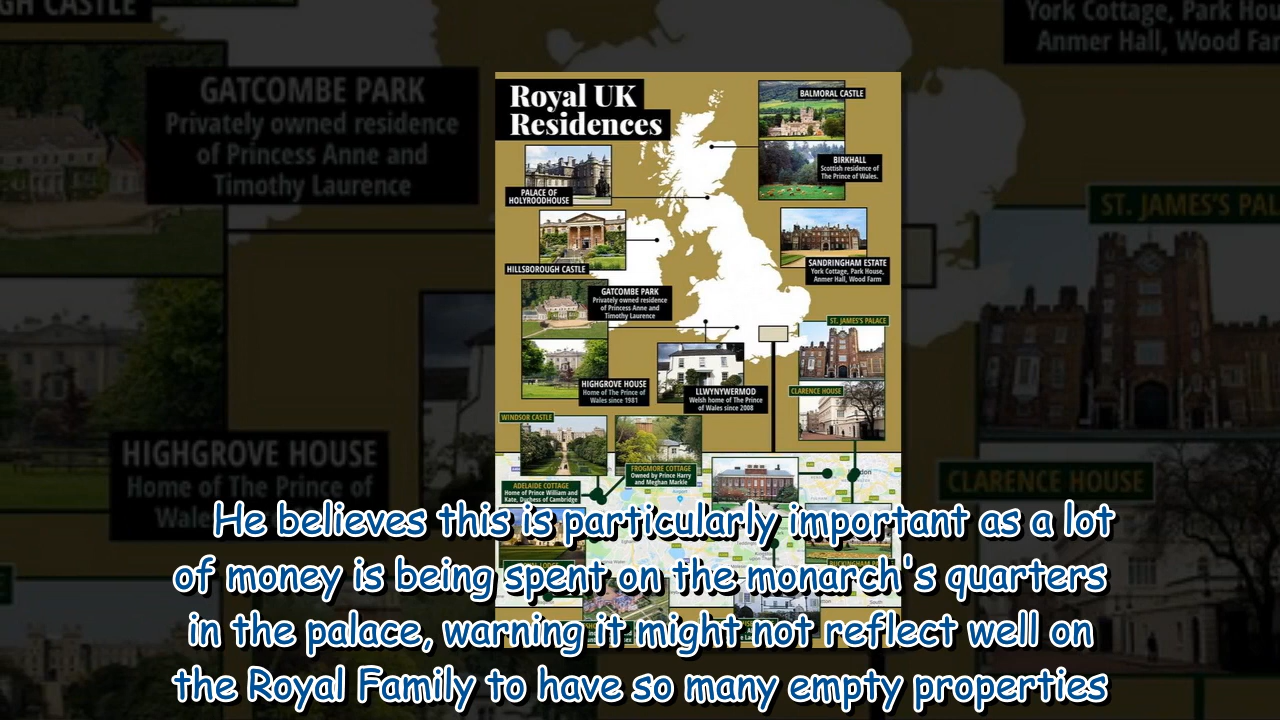 GH CASTLE
York Cottage, Park Hou
Anmer Hall, Wood Far
GATCOMBE PARK
Privately owned residence
of Princess Anne and
Timothy Laurence
ST. JAMES'S PAL
HIGHGROVE HOUSE
Home of The Prince of
Wale
CLARENCE HOUSE
Royal UK
Residences
BALMORAL CASTLE
BIRKHALL
Scottish residence of
The Prince of Wales.
PALACE OF
HOLYROODHOUSE
HILLSBOROUGH CASTLE
SANDRINGHAM ESTATE
York Cottage, Park House,
Anmer Hall, Wood Farm
GATCOMBE PARK
Privately owned residence
of Princess Anne and
Timothy Laurence
ST. JAMES'S PALACE
HIGHGROVE HOUSE
Home of The Prince of
Wales since 1981
LLWYNYWERMOD
Welsh home of The Prince
of Wales since 2008
CLARENCE HOUSE
WINDSOR CASTLE
FROGMORE COTTAGE
Owned by Prince Harry
and Meghan Markle
ADELAIDE COTTAGE
Home of Prince William and
Kate, Duchess of Cambridge
He believes this is particularly important as a lot
of money is being spent on the monarch's quarters
in the palace, warning it might not reflect well on
the Royal Family to have so many empty properties